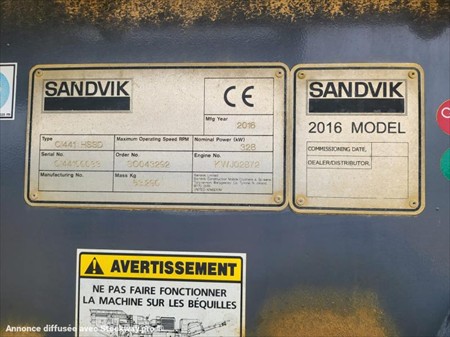 SANDVIK
CE
Mfg Year
2016
Type
Maximum Operating Speed RPM
Nominal Power (kW)
QI441 HSSD
328
Serial No.
Order No
Engine No.
Manufacturing No.
Mass Kg
SANDVIK
2016 MODEL
COMMISSIONING DATE.
DEALER/DISTRIBUTOR.
AVERTISSEMENT
NE PAS FAIRE FONCTIONNER
LA MACHINE SUR LES BÉQUILLES
Annonce diffusée avec